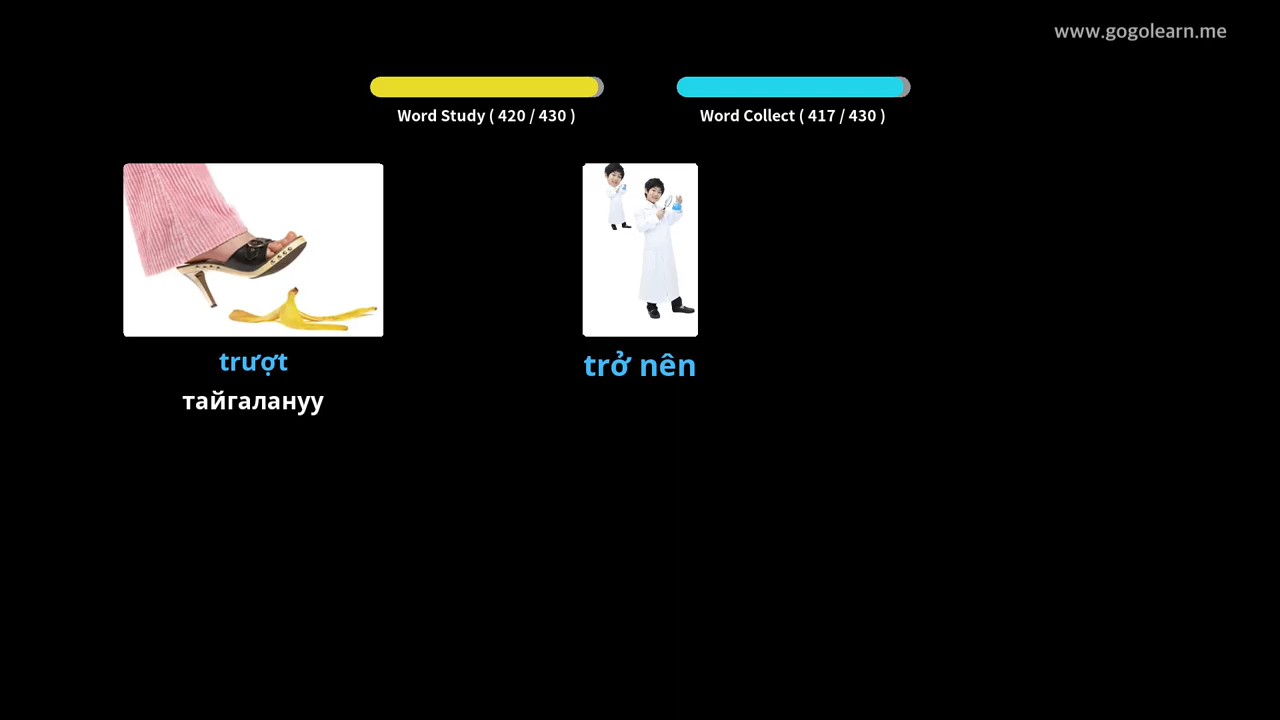 www.gogolearn.me
Word Study ( 420 / 430 )
Word Collect ( 417 / 430 )
trượt
тайгалануу
trở nên